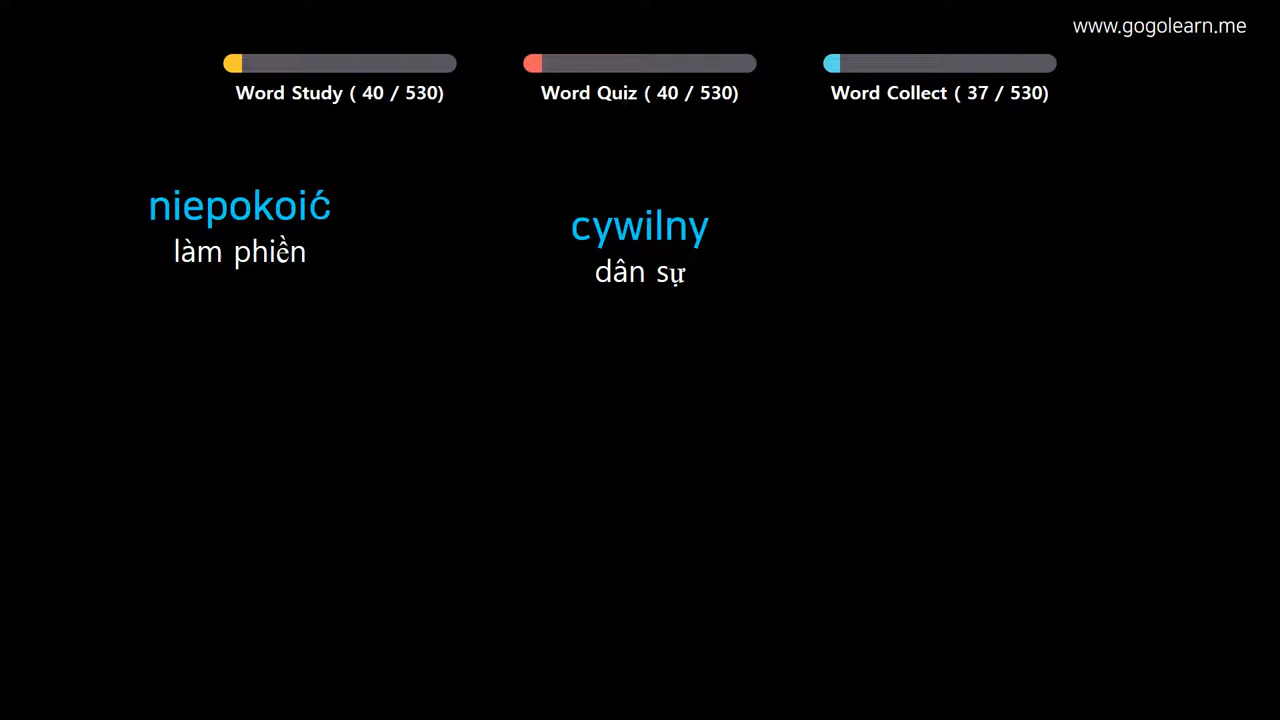 www.gogolearn.me
Word Study ( 40 / 530)
Word Quiz ( 40 / 530)
Word Collect ( 37 / 530)
niepokoić
làm phiền
cywilny
dân sự